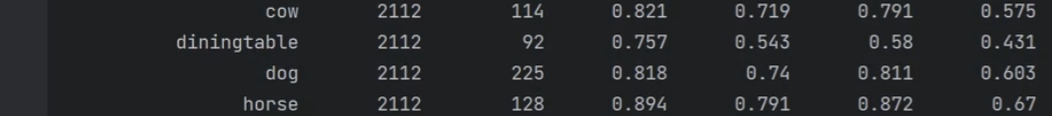 cow 2112 114 0.821 0.719 0.791 0.575
diningtable 2112 92 0.757 0.543 0.58 0.431
dog 2112 225 0.818 0.74 0.811 0.603
horse 2112 128 0.894 0.791 0.872 0.67